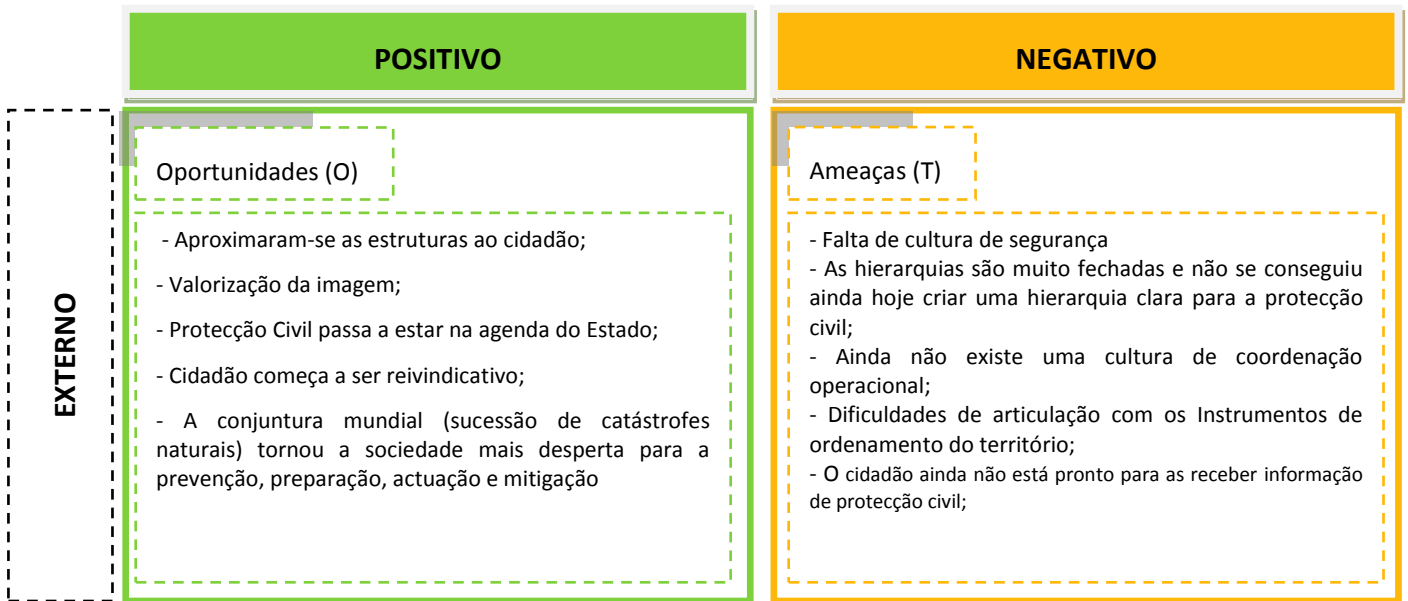 POSITIVO
NEGATIVO
EXTERNO
Oportunidades (O)
- Aproximaram-se as estruturas ao cidadão;
- Valorização da imagem;
- Protecção Civil passa a estar na agenda do Estado;
- Cidadão começa a ser reivindicativo;
- A conjuntura mundial (sucessão de catástrofes
naturais) tornou a sociedade mais desperta para a
prevenção, preparação, actuação e mitigação
Ameaças (T)
- Falta de cultura de segurança
- As hierarquias são muito fechadas e não se conseguiu
ainda hoje criar uma hierarquia clara para a protecção
civil;
- Ainda não existe uma cultura de coordenação
operacional;
- Dificuldades de articulação com os Instrumentos de
ordenamento do território;
- O cidadão ainda não está pronto para as receber informação
de protecção civil;